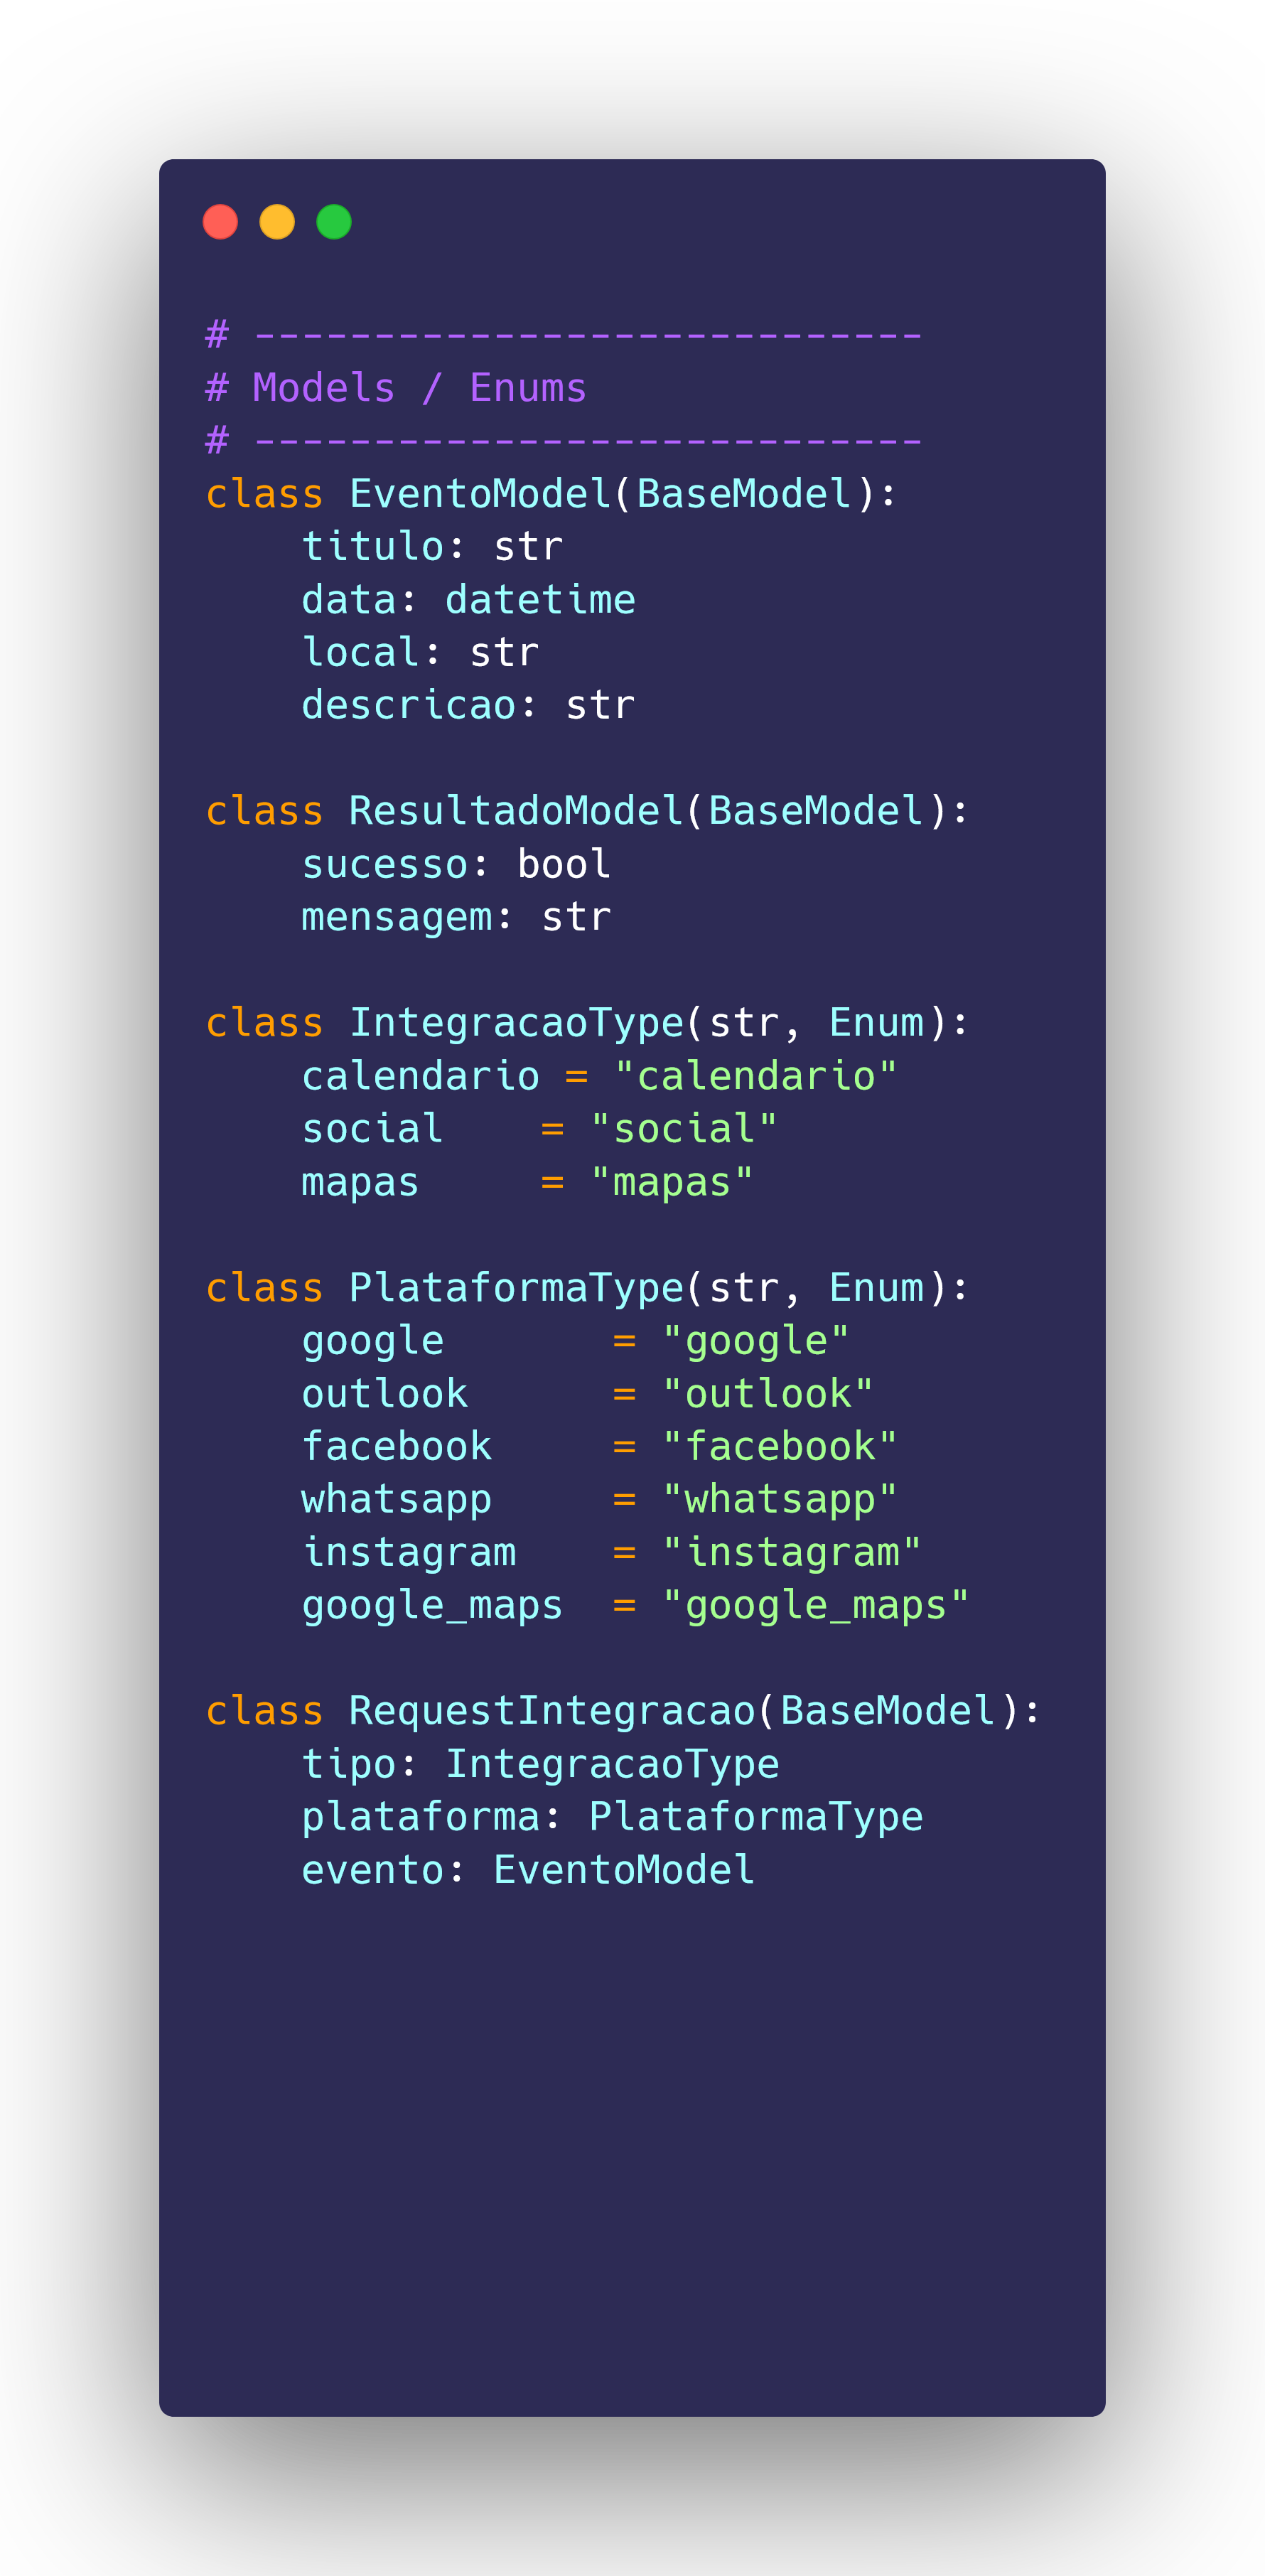 # ----------------------------
# Models / Enums
# ----------------------------
class EventoModel(BaseModel):
    titulo: str
    data: datetime
    local: str
    descricao: str

class ResultadoModel(BaseModel):
    sucesso: bool
    mensagem: str

class IntegracaoType(str, Enum):
    calendario = "calendario"
    social    = "social"
    mapas     = "mapas"

class PlataformaType(str, Enum):
    google       = "google"
    outlook      = "outlook"
    facebook     = "facebook"
    whatsapp     = "whatsapp"
    instagram    = "instagram"
    google_maps  = "google_maps"

class RequestIntegracao(BaseModel):
    tipo: IntegracaoType
    plataforma: PlataformaType
    evento: EventoModel